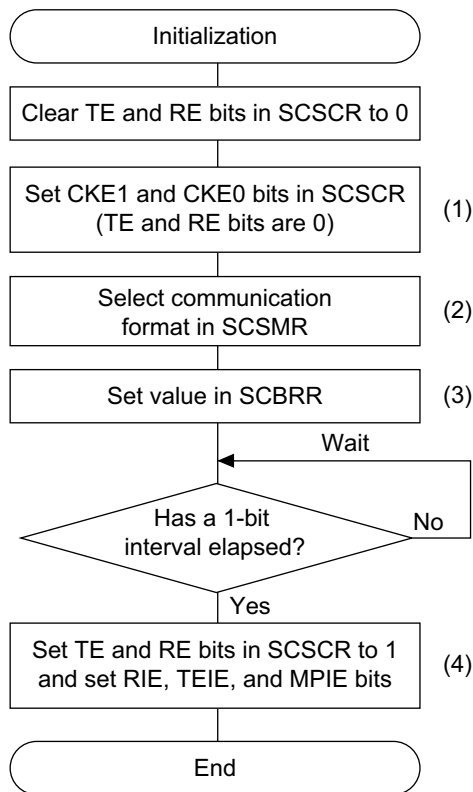 Initialization
Clear TE and RE bits in SCSCR to 0
Set CKE1 and CKE0 bits in SCSCR
(TE and RE bits are 0)
(1)
Select communication
format in SCSMR
(2)
Set value in SCBRR
(3)
Wait
Has a 1-bit
interval elapsed?
No
Yes
Set TE and RE bits in SCSCR to 1
and set RIE, TEIE, and MPIE bits
(4)
End